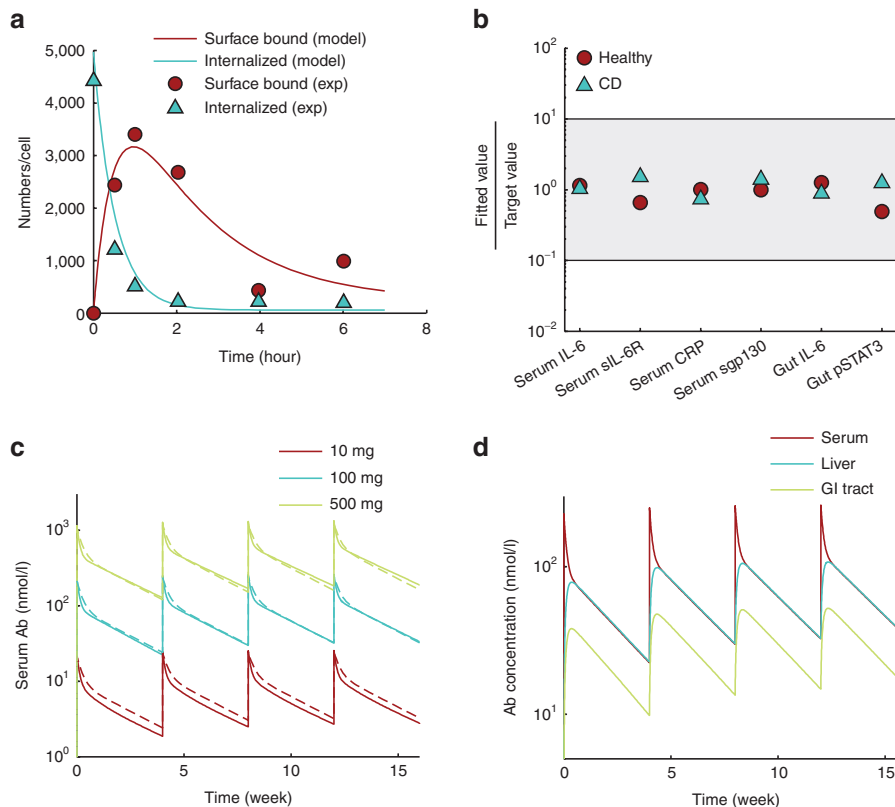 a
Surface bound (model)
Internalized (model)
Surface bound (exp)
Internalized (exp)
5,000
4,000
3,000
2,000
1,000
0
Numbers/cell
0 2 4 6 8
Time (hour)
b
Healthy
CD
10^2
10^1
10^0
10^−1
10^−2
Fitted value
Target value
Serum IL-6
Serum sIL-6R
Serum CRP
Serum sgp130
Gut IL-6
Gut pSTAT3
c
10 mg
100 mg
500 mg
10^3
10^2
10^1
10^0
Serum Ab (nmol/l)
0 5 10 15
Time (week)
d
Serum
Liver
GI tract
10^2
10^1
Ab concentration (nmol/l)
0 5 10 15
Time (week)